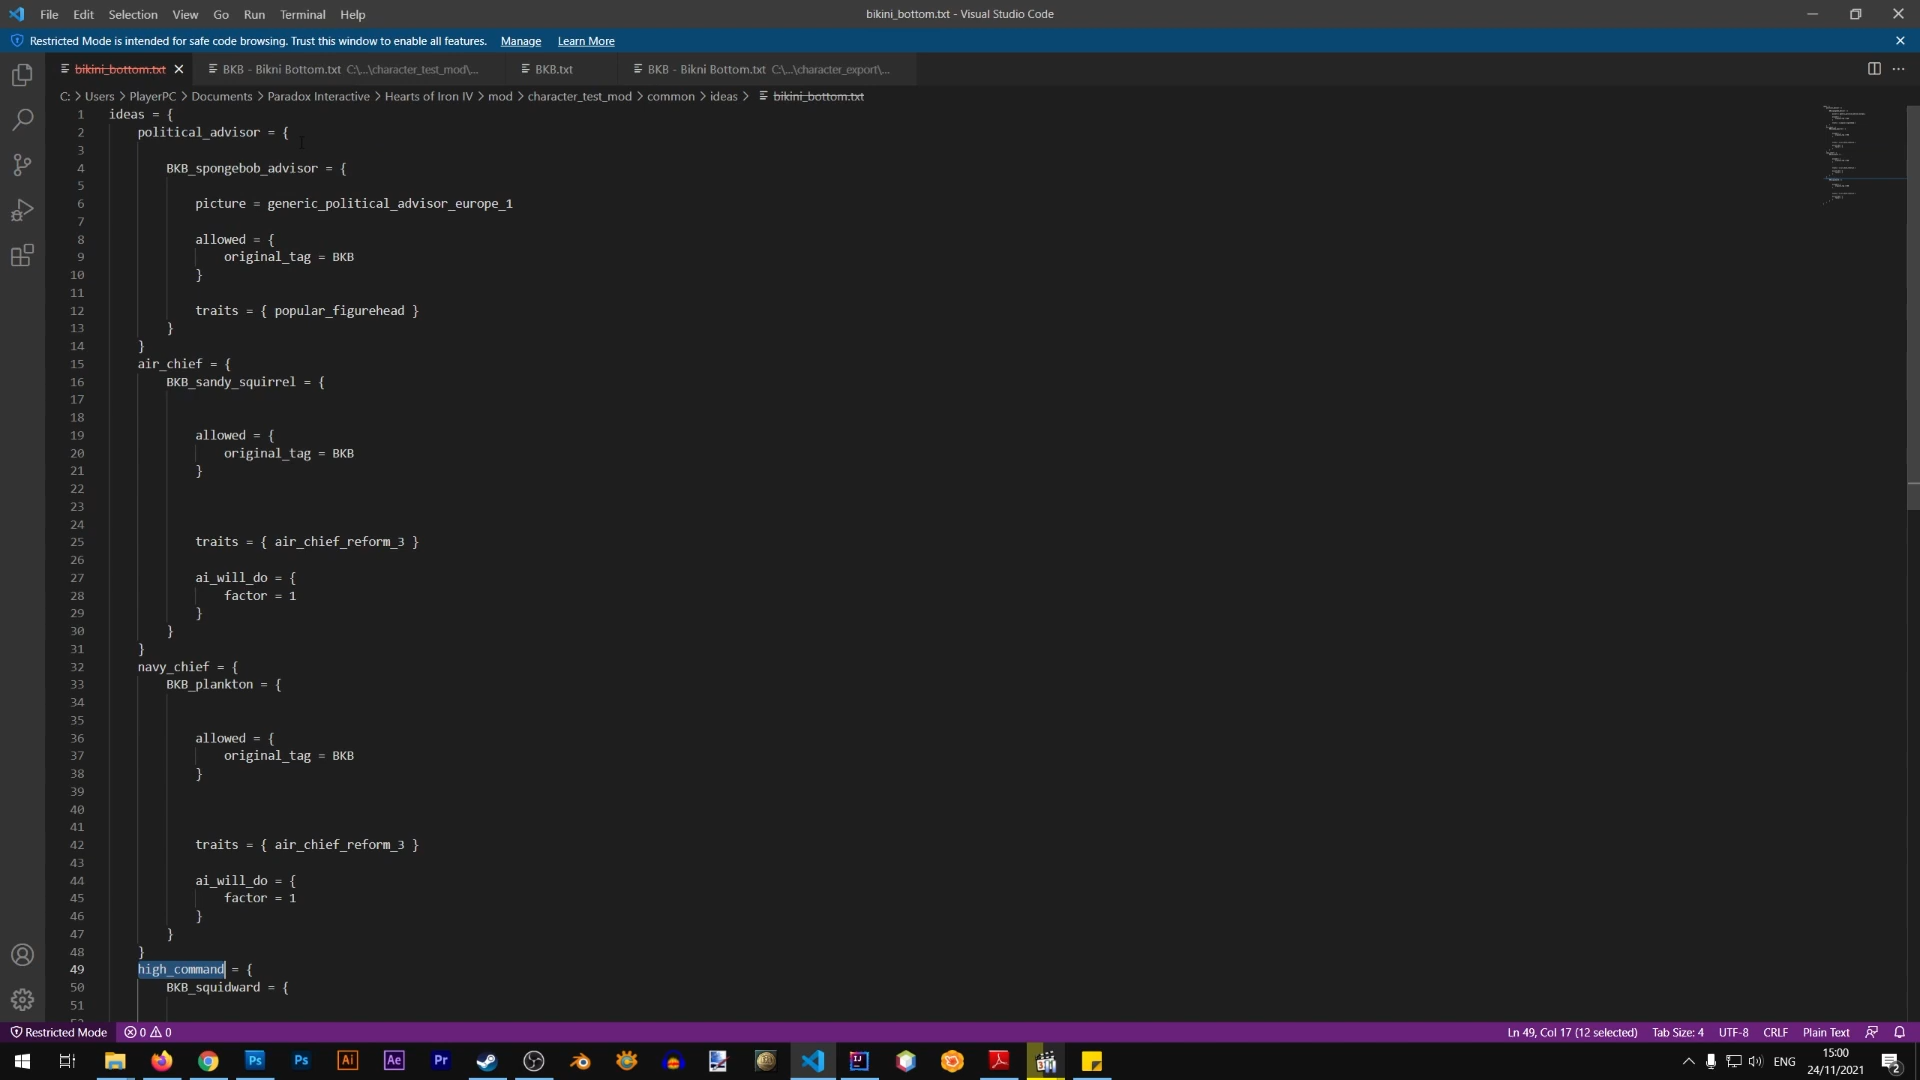 File Edit Selection View Go Run Terminal Help
bikini_bottom.txt - Visual Studio Code
Restricted Mode is intended for safe code browsing. Trust this window to enable all features. Manage Learn More
bikini_bottom.txt BKB - Bikni Bottom.txt C:\...\character_test_mod\... BKB.txt BKB - Bikni Bottom.txt C:\...\character_export\...
C: > Users > PlayerPC > Documents > Paradox Interactive > Hearts of Iron IV > mod > character_test_mod > common > ideas > bikini_bottom.txt
1 ideas = {
2 political_advisor = {
3
4 BKB_spongebob_advisor = {
5
6 picture = generic_political_advisor_europe_1
7
8 allowed = {
9 original_tag = BKB
10 }
11
12 traits = { popular_figurehead }
13 }
14 }
15 air_chief = {
16 BKB_sandy_squirrel = {
17
18
19 allowed = {
20 original_tag = BKB
21 }
22
23
24
25 traits = { air_chief_reform_3 }
26
27 ai_will_do = {
28 factor = 1
29 }
30 }
31 }
32 navy_chief = {
33 BKB_plankton = {
34
35
36 allowed = {
37 original_tag = BKB
38 }
39
40
41
42 traits = { air_chief_reform_3 }
43
44 ai_will_do = {
45 factor = 1
46 }
47 }
48 }
49 high_command = {
50 BKB_squidward = {
51
Restricted Mode 0 0 Ln 49, Col 17 (12 selected) Tab Size: 4 UTF-8 CRLF Plain Text
Ps Ps Ai Ae Pr IJ ENG 15:00
24/11/2021 2